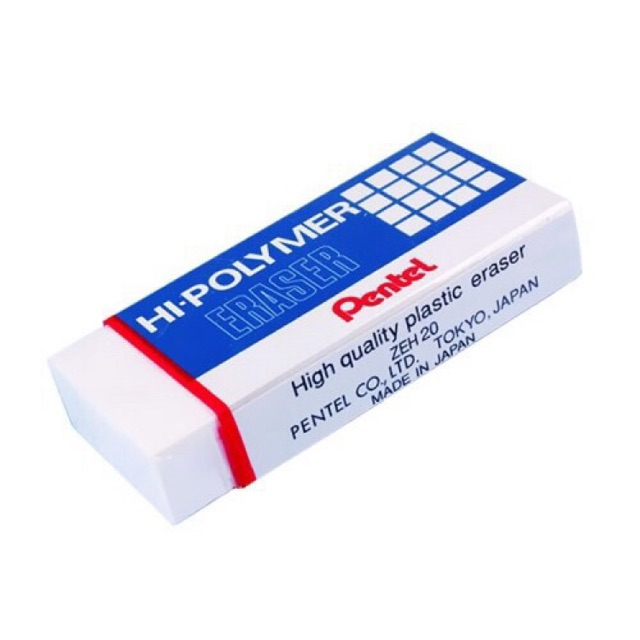 HI-POLYMER
ERASER
Pentel
High quality plastic eraser
ZEH20
PENTEL CO., LTD. TOKYO, JAPAN
MADE IN JAPAN